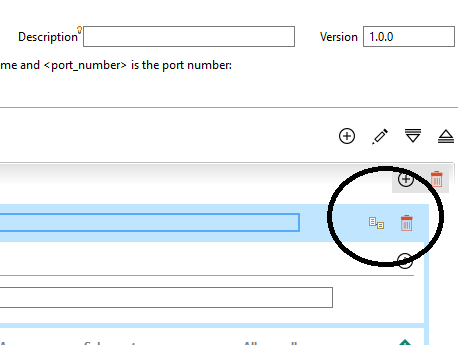 Description
Version 1.0.0
me and <port_number> is the port number: